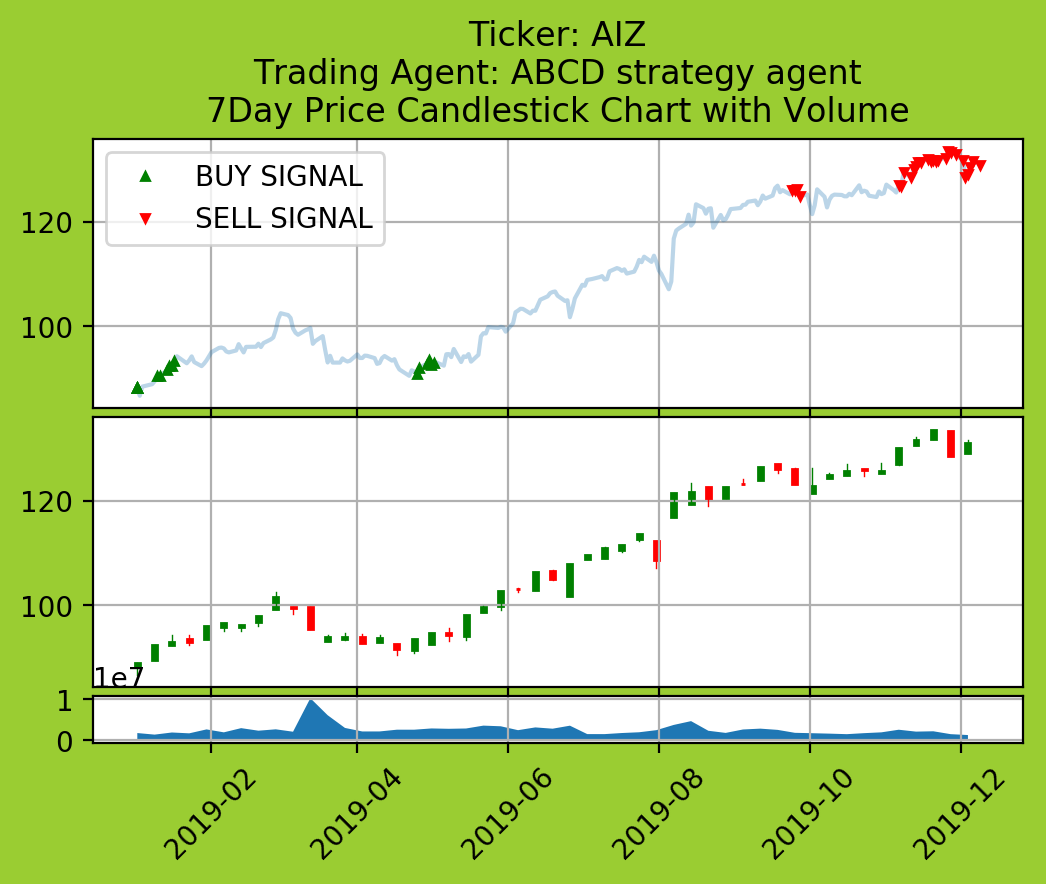 Ticker: AIZ
Trading Agent: ABCD strategy agent
7Day Price Candlestick Chart with Volume
BUY SIGNAL
SELL SIGNAL
120
100
120
100
1e7
1
0
2019-02
2019-04
2019-06
2019-08
2019-10
2019-12